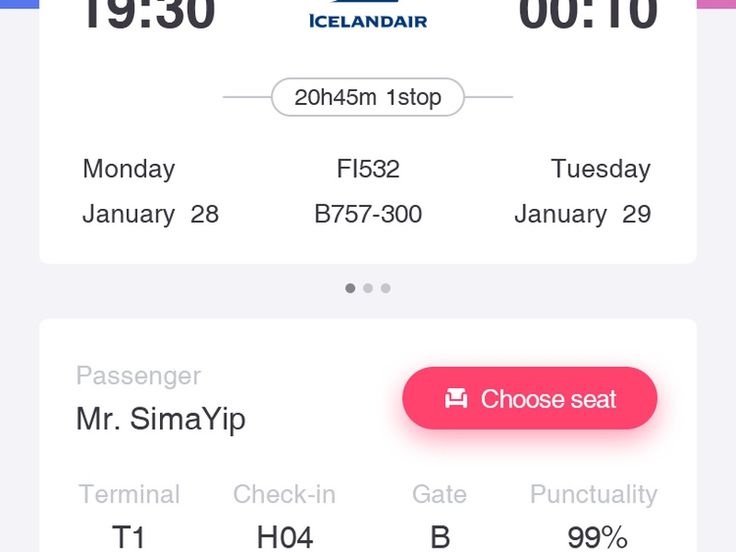 19:30 ICELANDAIR 00:10
20h45m 1stop
Monday FI532 Tuesday
January 28 B757-300 January 29
Passenger
Mr. SimaYip
Choose seat
Terminal Check-in Gate Punctuality
T1 H04 B 99%